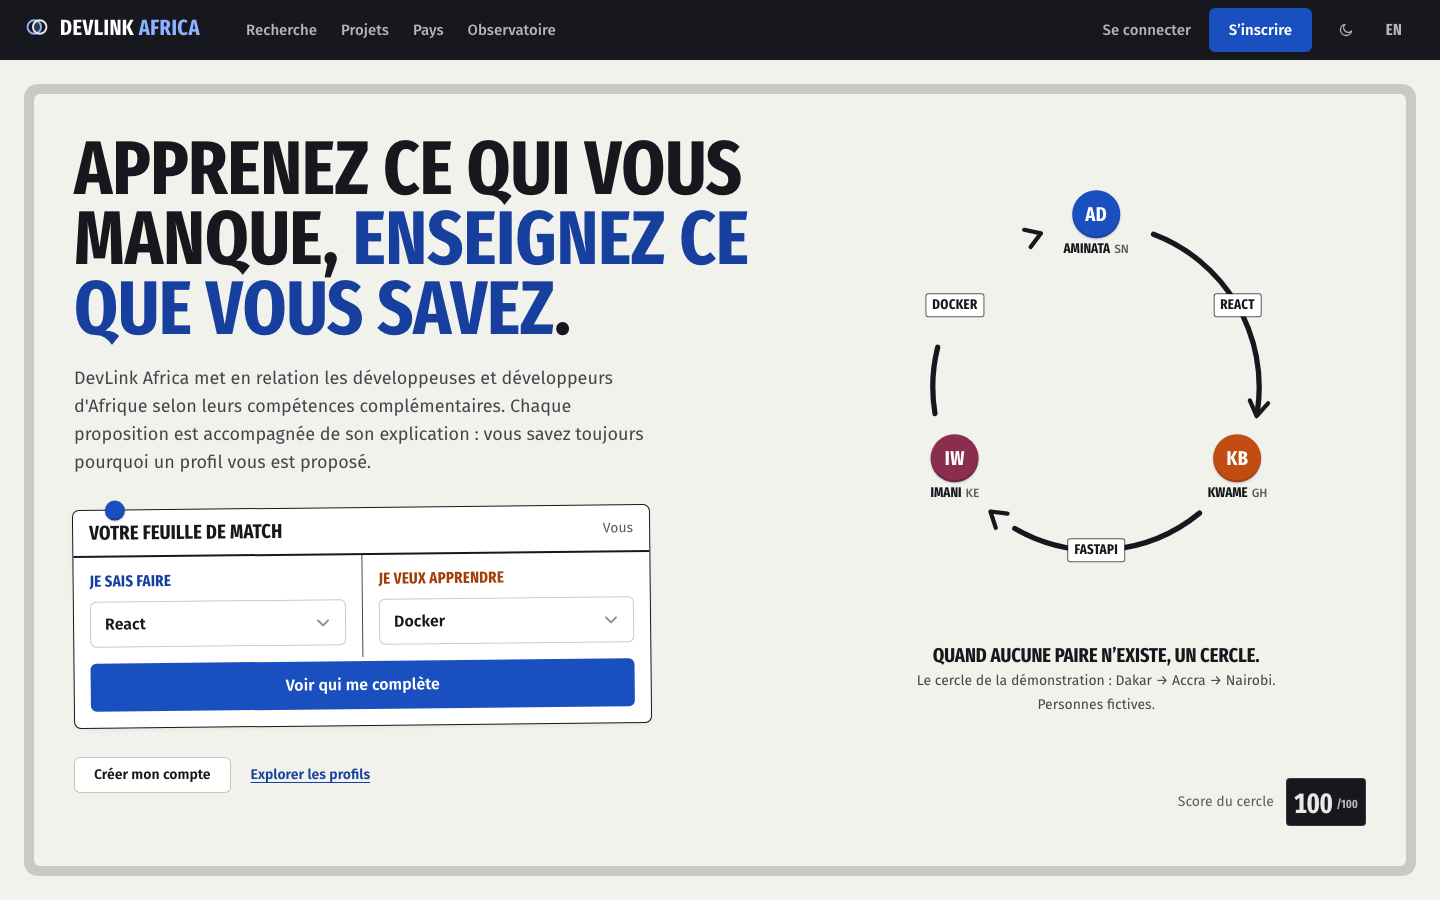 DEVLINK AFRICA
Recherche
Projets
Pays
Observatoire
Se connecter
S'inscrire
EN
APPRENEZ CE QUI VOUS
MANQUE, ENSEIGNEZ CE
QUE VOUS SAVEZ.
DevLink Africa met en relation les développeuses et développeurs
d'Afrique selon leurs compétences complémentaires. Chaque
proposition est accompagnée de son explication : vous savez toujours
pourquoi un profil vous est proposé.
VOTRE FEUILLE DE MATCH
Vous
JE SAIS FAIRE
React
JE VEUX APPRENDRE
Docker
Voir qui me complète
Créer mon compte
Explorer les profils
AD
AMINATA SN
DOCKER
REACT
IW
IMANI KE
KB
KWAME GH
FASTAPI
QUAND AUCUNE PAIRE N’EXISTE, UN CERCLE.
Le cercle de la démonstration : Dakar → Accra → Nairobi.
Personnes fictives.
Score du cercle
100 /100